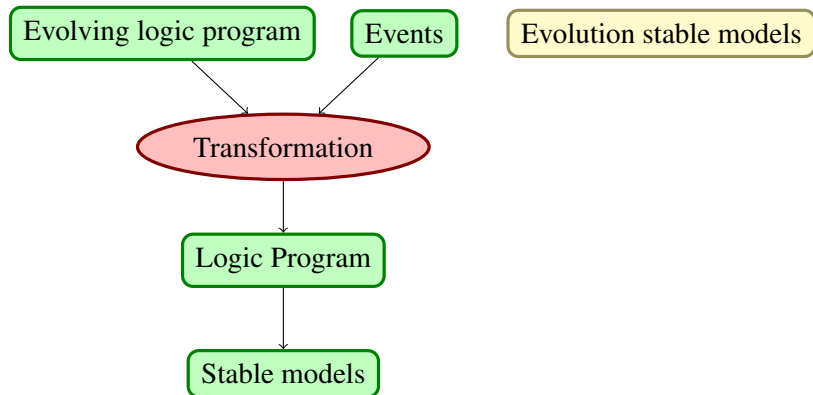 Evolving logic program
Events
Evolution stable models
Transformation
Logic Program
Stable models